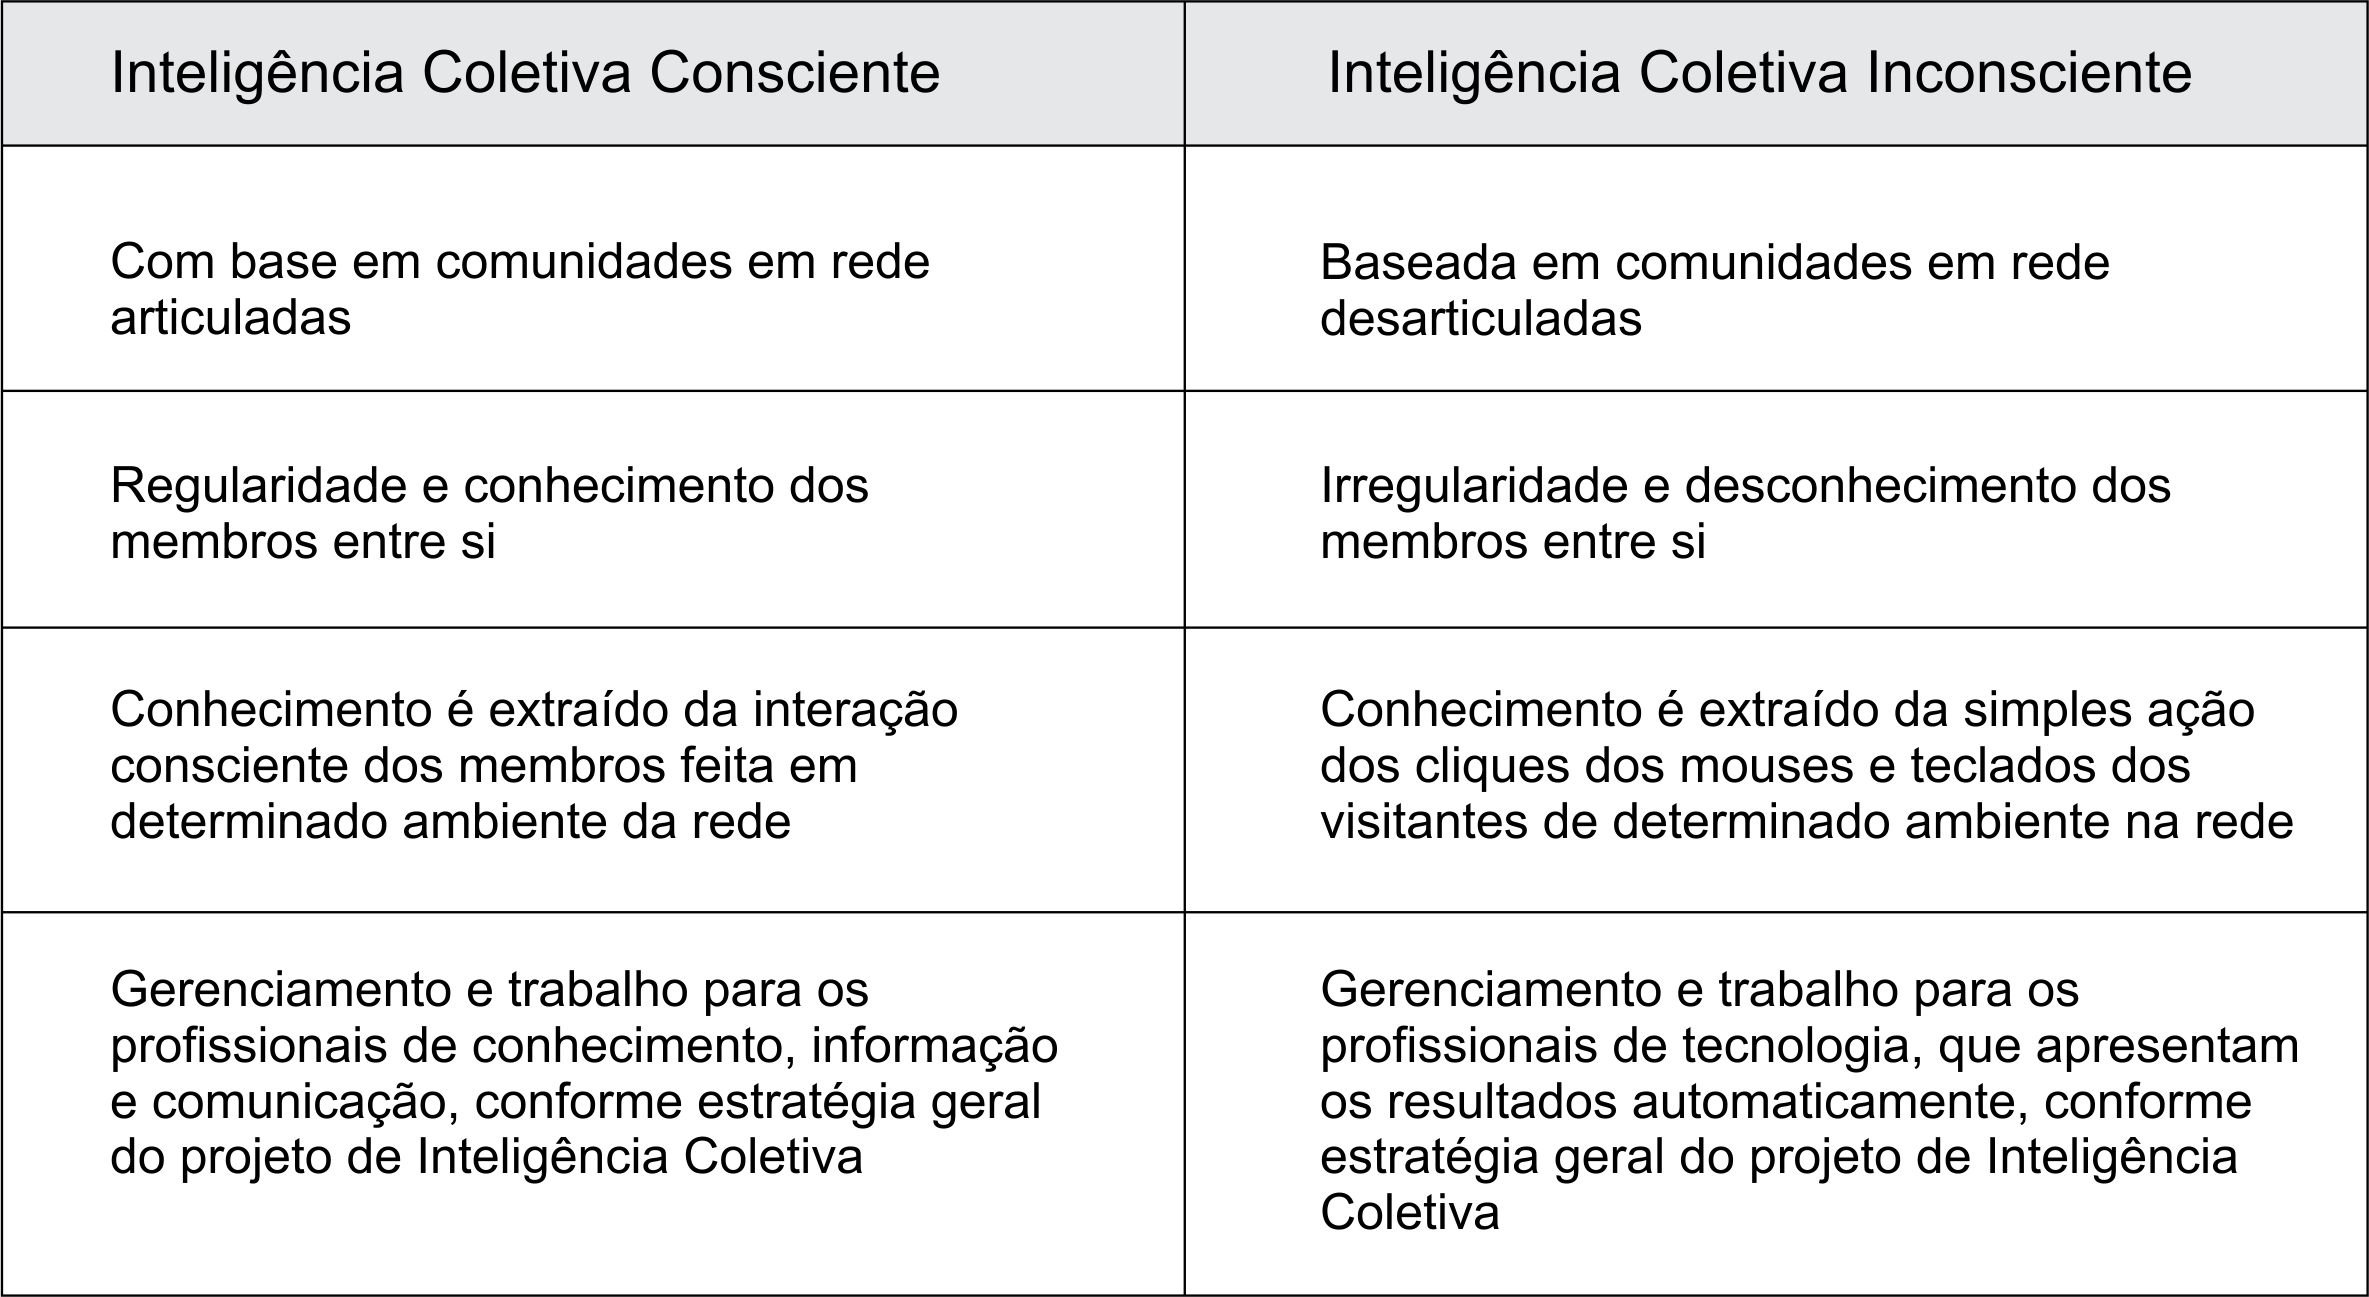 Inteligência Coletiva Consciente
Inteligência Coletiva Inconsciente
Com base em comunidades em rede
articuladas
Baseada em comunidades em rede
desarticuladas
Regularidade e conhecimento dos
membros entre si
Irregularidade e desconhecimento dos
membros entre si
Conhecimento é extraído da interação
consciente dos membros feita em
determinado ambiente da rede
Conhecimento é extraído da simples ação
dos cliques dos mouses e teclados dos
visitantes de determinado ambiente na rede
Gerenciamento e trabalho para os
profissionais de conhecimento, informação
e comunicação, conforme estratégia geral
do projeto de Inteligência Coletiva
Gerenciamento e trabalho para os
profissionais de tecnologia, que apresentam
os resultados automaticamente, conforme
estratégia geral do projeto de Inteligência
Coletiva